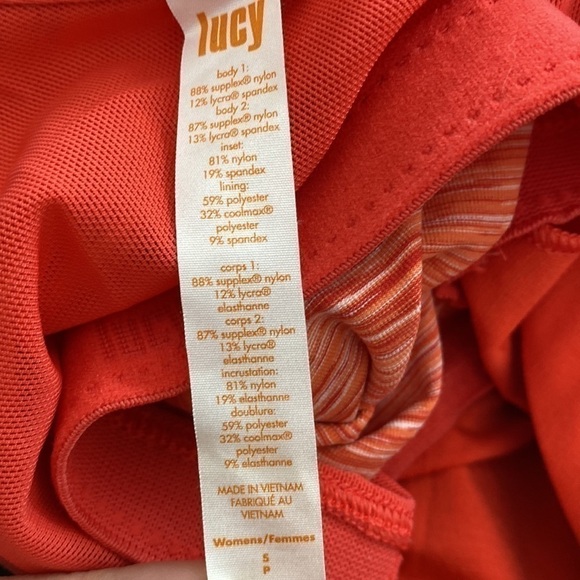 lucy
body 1:
88% supplex® nylon
12% lycra® spandex
body 2:
87% supplex® nylon
13% lycra® spandex
inset:
81% nylon
19% spandex
lining:
59% polyester
32% coolmax®
polyester
9% spandex
corps 1:
88% supplex® nylon
12% lycra®
elasthanne
corps 2:
87% supplex® nylon
13% lycra®
elasthanne
incrustation:
81% nylon
19% elasthanne
doublure:
59% polyester
32% coolmax®
polyester
9% elasthanne
MADE IN VIETNAM
FABRIQUÉ AU
VIETNAM
Womens/Femmes
S
P